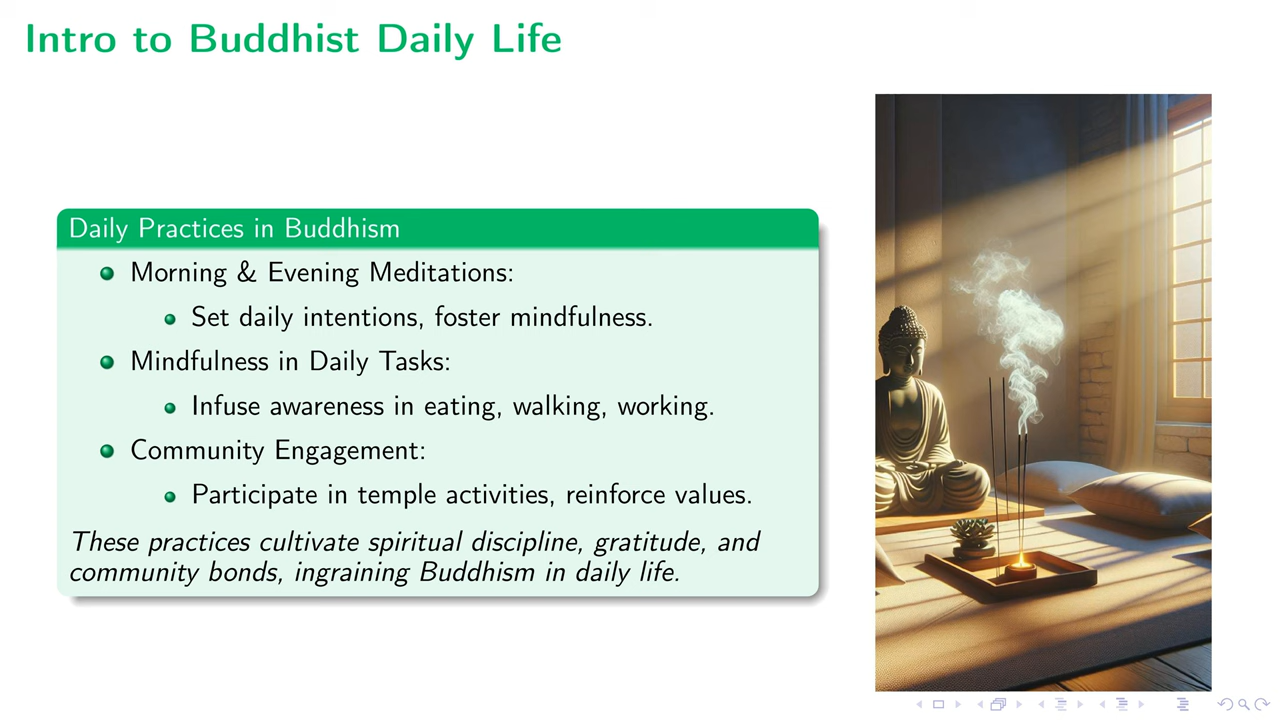 Intro to Buddhist Daily Life
Daily Practices in Buddhism
Morning & Evening Meditations:
Set daily intentions, foster mindfulness.
Mindfulness in Daily Tasks:
Infuse awareness in eating, walking, working.
Community Engagement:
Participate in temple activities, reinforce values.
These practices cultivate spiritual discipline, gratitude, and
community bonds, ingraining Buddhism in daily life.